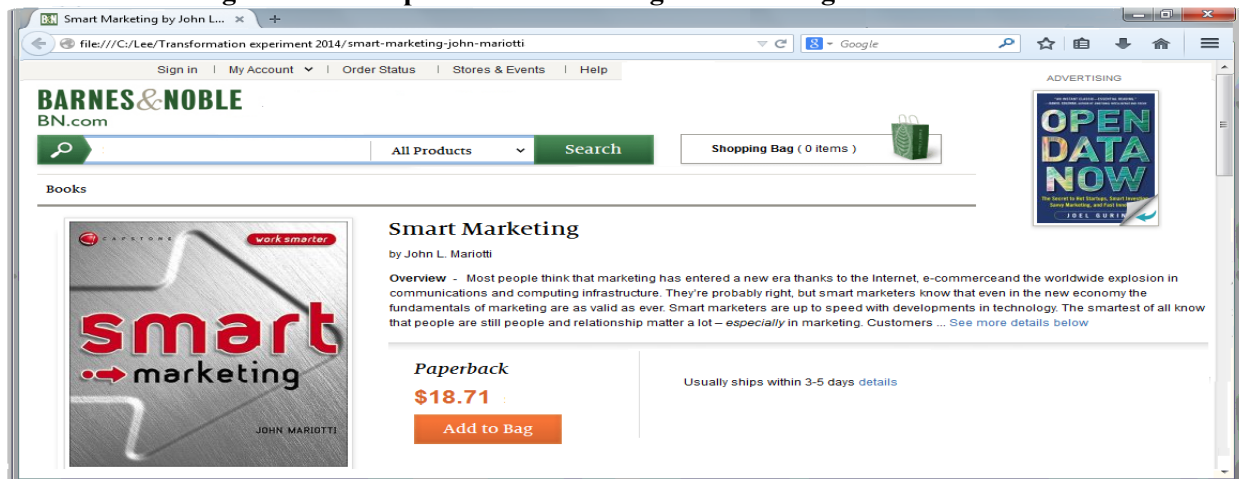 Smart Marketing by John L...
file:///C:/Lee/Transformation experiment 2014/smart-marketing-john-mariotti
Google
Sign in | My Account | Order Status | Stores & Events | Help
ADVERTISING
BARNES&NOBLE
BN.com
All Products
Search
Shopping Bag ( 0 items )
OPEN
DATA
NOW
JOEL GURIN
Books
CAPSTONE
work smarter
smart
marketing
JOHN MARIOTTI
Smart Marketing
by John L. Mariotti
Overview - Most people think that marketing has entered a new era thanks to the Internet, e-commerceand the worldwide explosion in
communications and computing infrastructure. They're probably right, but smart marketers know that even in the new economy the
fundamentals of marketing are as valid as ever. Smart marketers are up to speed with developments in technology. The smartest of all know
that people are still people and relationship matter a lot – especially in marketing. Customers ... See more details below
Paperback
$18.71
Add to Bag
Usually ships within 3-5 days details